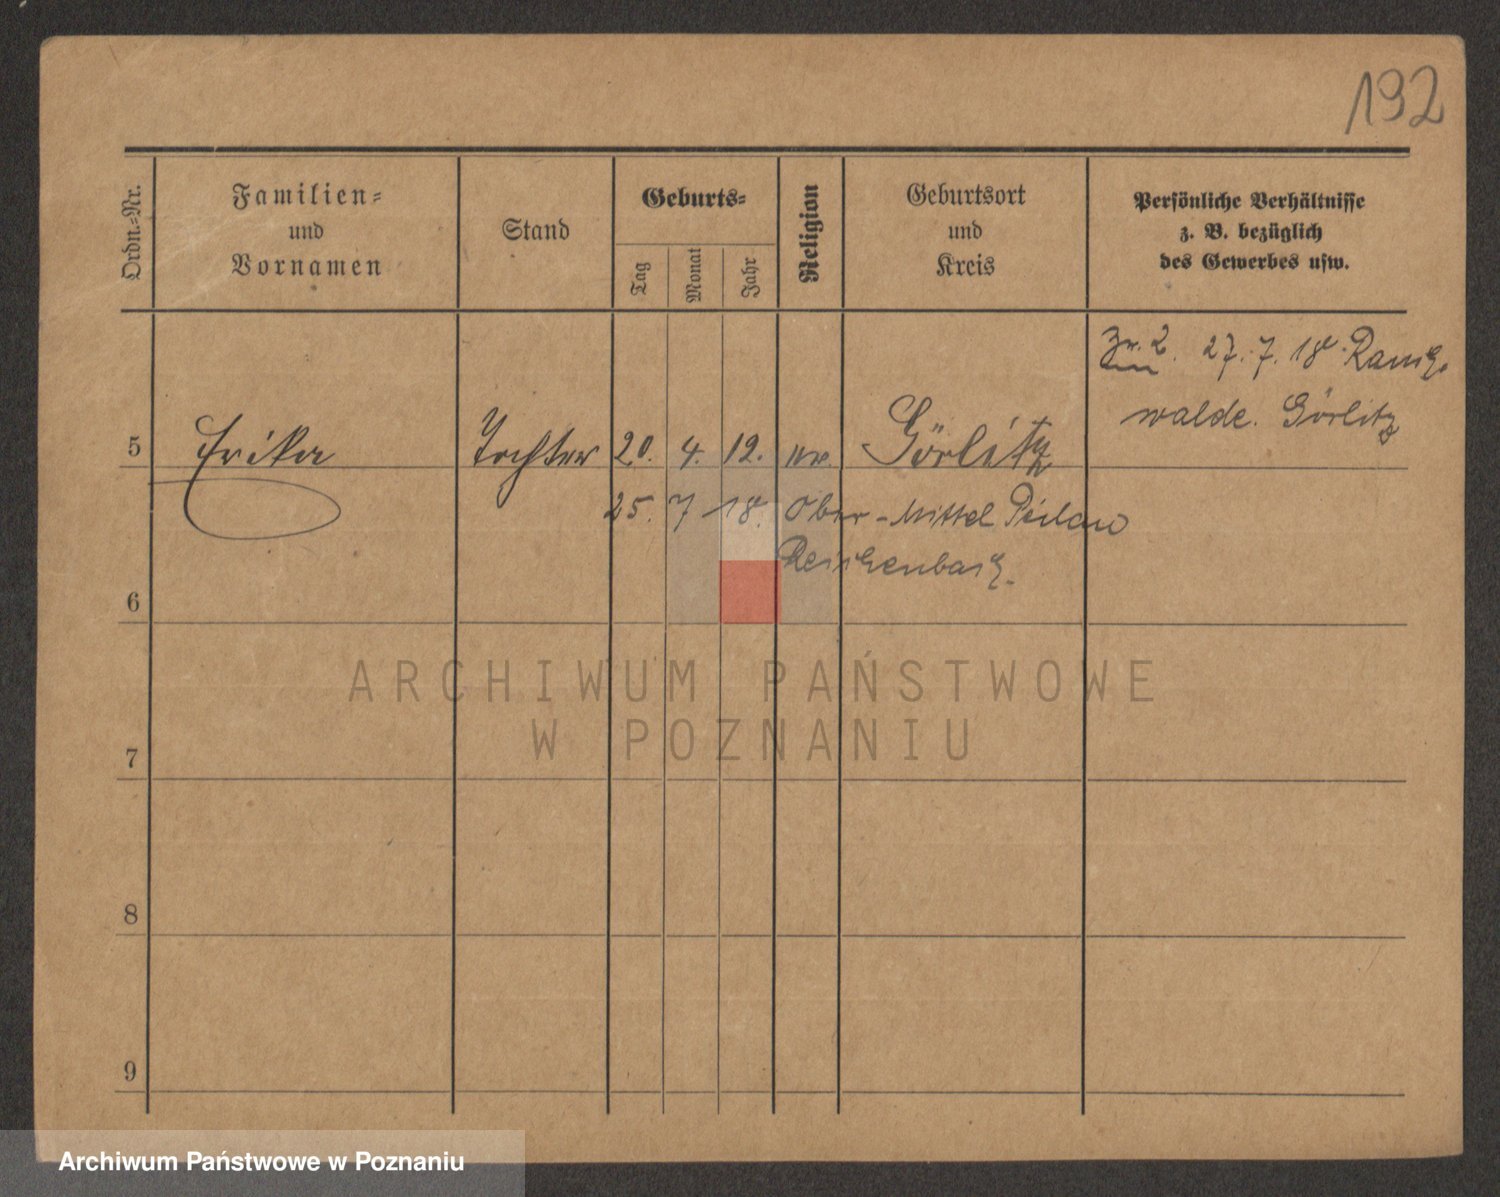 192
Ordn.-Nr.
Familien-
und
Vornamen
Stand
Geburts-
Tag
Monat
Jahr
Religion
Geburtsort
und
Kreis
Persönliche Verhältnisse
z. B. bezüglich
des Gewerbes usw.
Zu 2. 27. 7. 18. Rausch-
walde. Görlitz
5 Erika Tochter 20. 4. 12. Görlitz
25. 7 18. Ober-Mittel Peilau
Reichenbach.
6
7
8
9
ARCHIWUM PAŃSTWOWE
W POZNANIU
Archiwum Państwowe w Poznaniu